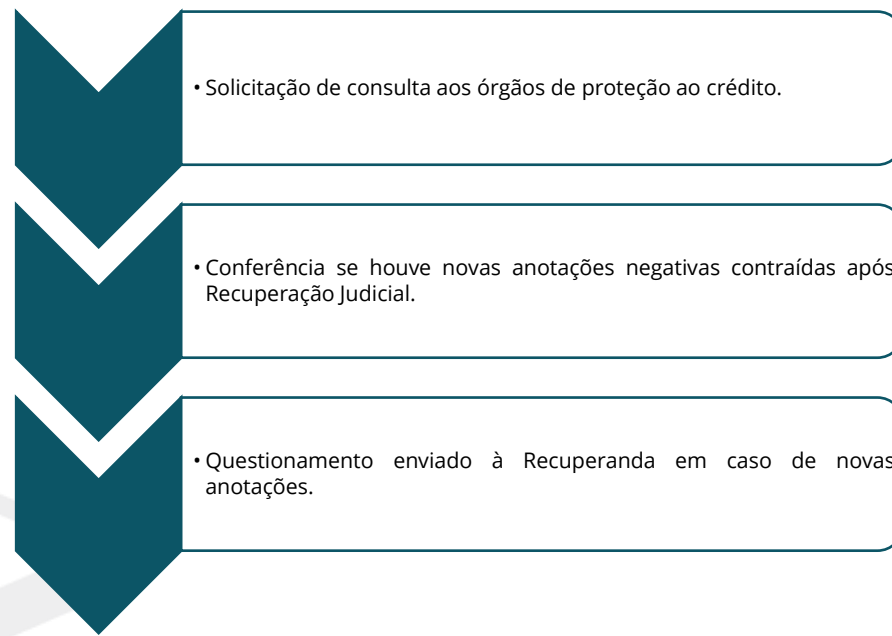 • Solicitação de consulta aos órgãos de proteção ao crédito.
• Conferência se houve novas anotações negativas contraídas após
Recuperação Judicial.
• Questionamento enviado à Recuperanda em caso de novas
anotações.